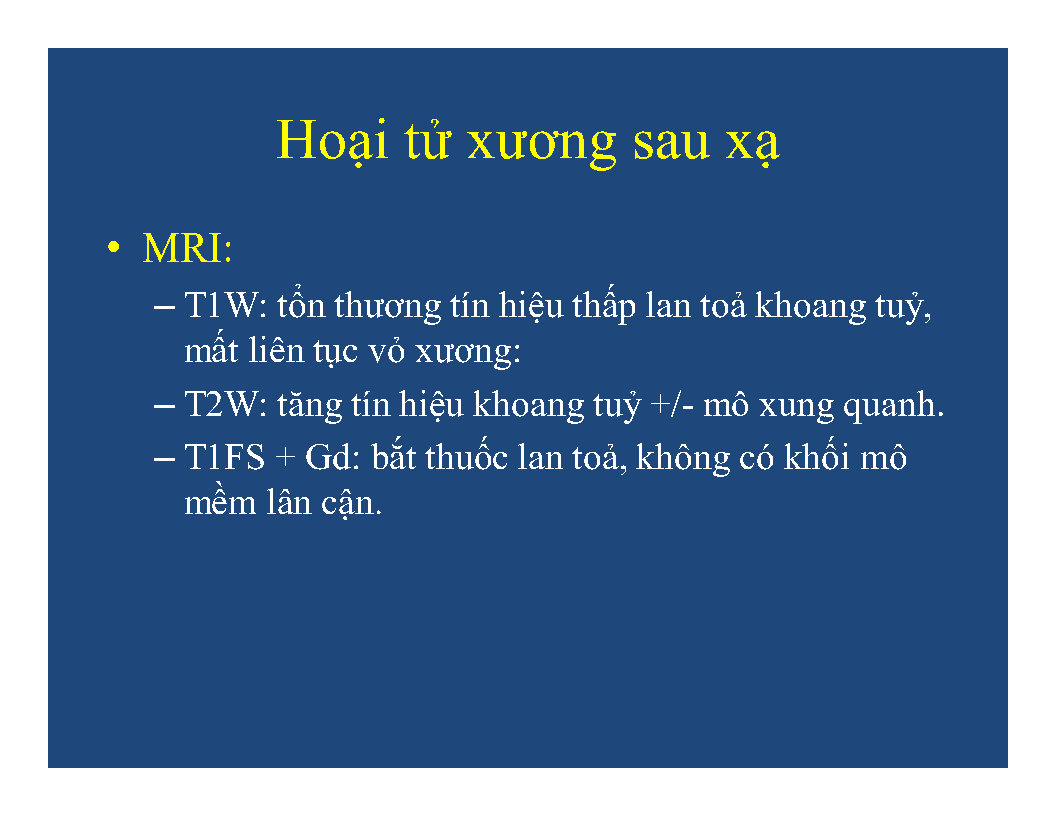 Hoại tử xương sau xạ
• MRI:
– T1W: tổn thương tín hiệu thấp lan toả khoang tuỷ,
mất liên tục vỏ xương:
– T2W: tăng tín hiệu khoang tuỷ +/- mô xung quanh.
– T1FS + Gd: bắt thuốc lan toả, không có khối mô
mềm lân cận.